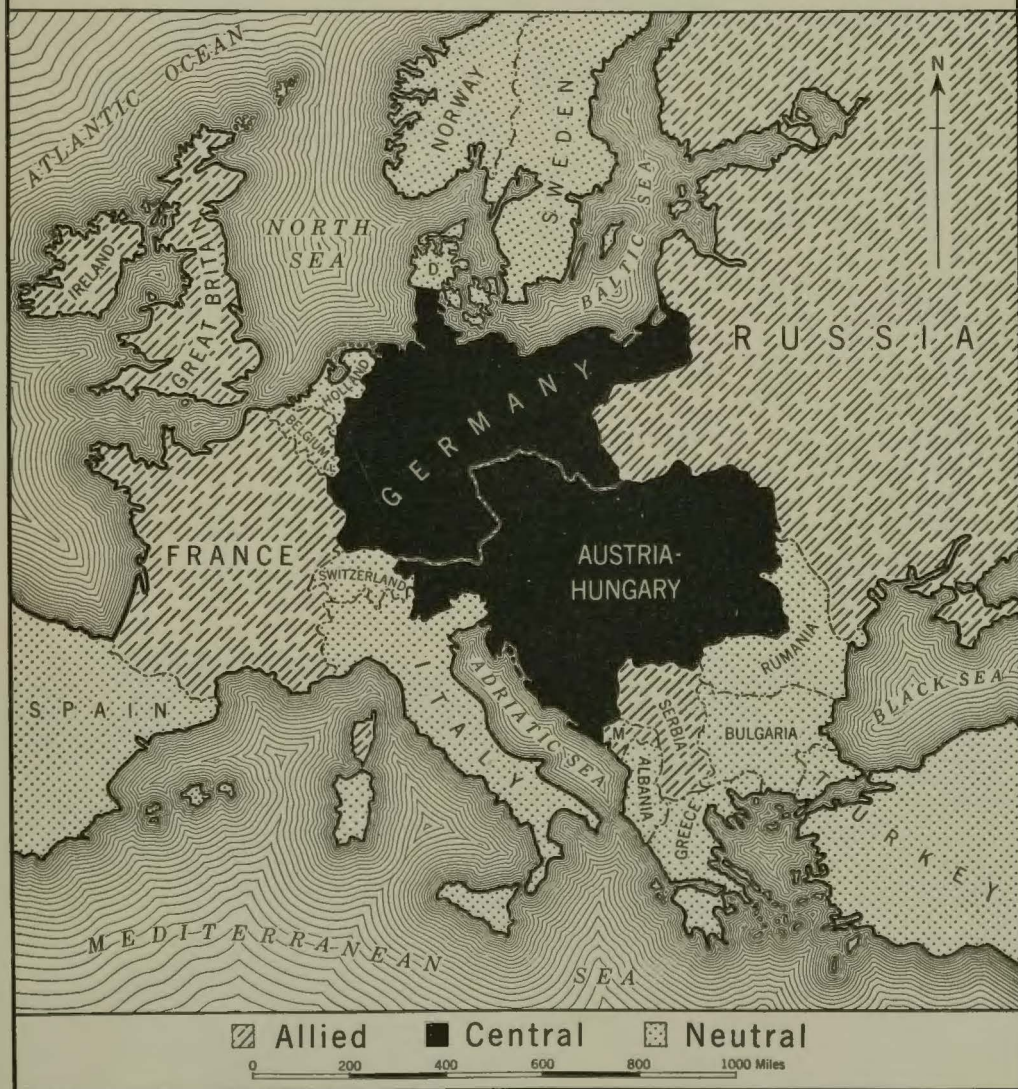 ATLANTIC OCEAN
NORWAY
SWEDEN
N
NORTH
SEA
BALTIC SEA
IRELAND
GREAT BRITAIN
D
RUSSIA
HOLLAND
BELGIUM
GERMANY
FRANCE
SWITZERLAND
AUSTRIA-
HUNGARY
RUMANIA
SPAIN
ITALY
ADRIATIC SEA
SERBIA
BULGARIA
BLACK SEA
M
ALBANIA
GREECE
TURKEY
MEDITERRANEAN
SEA
Allied Central Neutral
0 200 400 600 800 1000 Miles